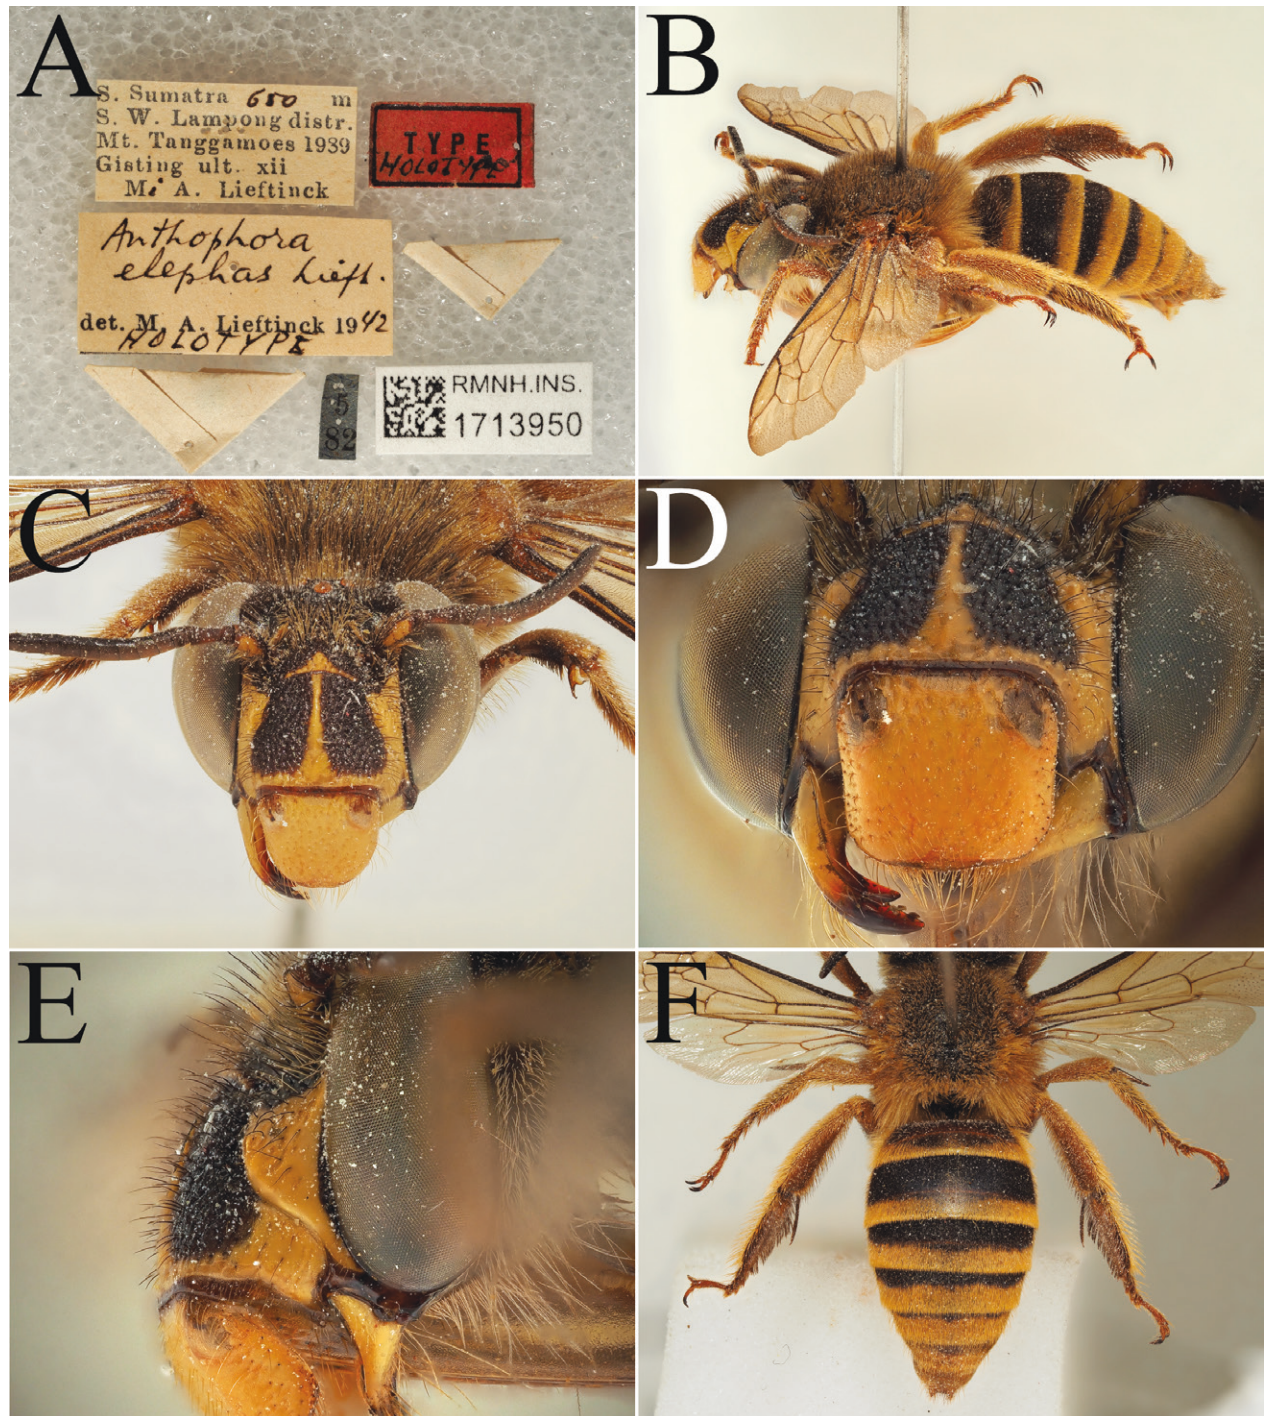 A
S. Sumatra 680 m
S. W. Lampong distr.
Mt. Tanggamoes 1939
Gisting ult. xii
M. A. Lieftinck
TYPE
HOLOTYPE
Anthophora
elephas Lieft.
det. M. A. Lieftinck 1942
HOLOTYPE
5
82
RMNH.INS.
1713950
B
C
D
E
F